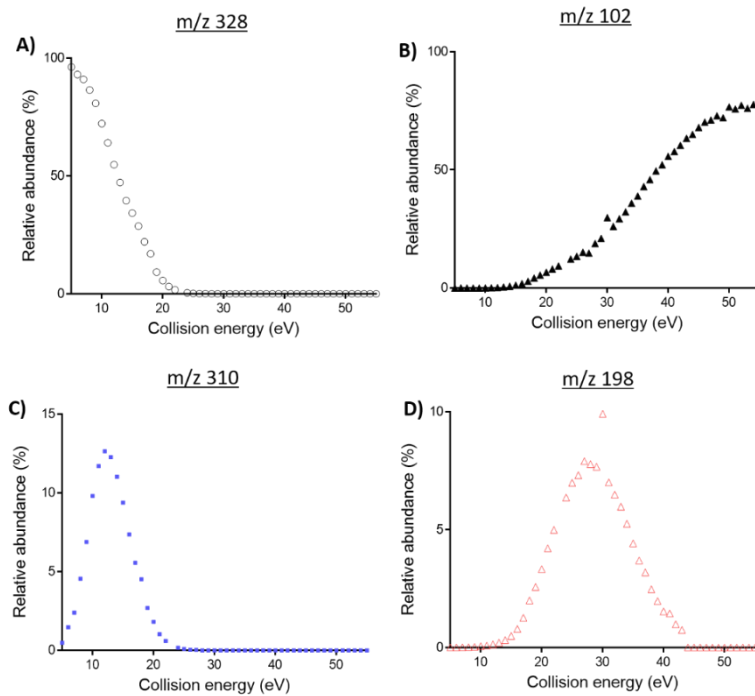 m/z 328
A)
100
50
0
Relative abundance (%)
10 20 30 40 50
Collision energy (eV)
m/z 102
B)
100
50
0
Relative abundance (%)
10 20 30 40 50
Collision energy (eV)
m/z 310
C)
15
10
5
0
Relative abundance (%)
10 20 30 40 50
Collision energy (eV)
m/z 198
D)
10
5
0
Relative abundance (%)
10 20 30 40 50
Collision energy (eV)